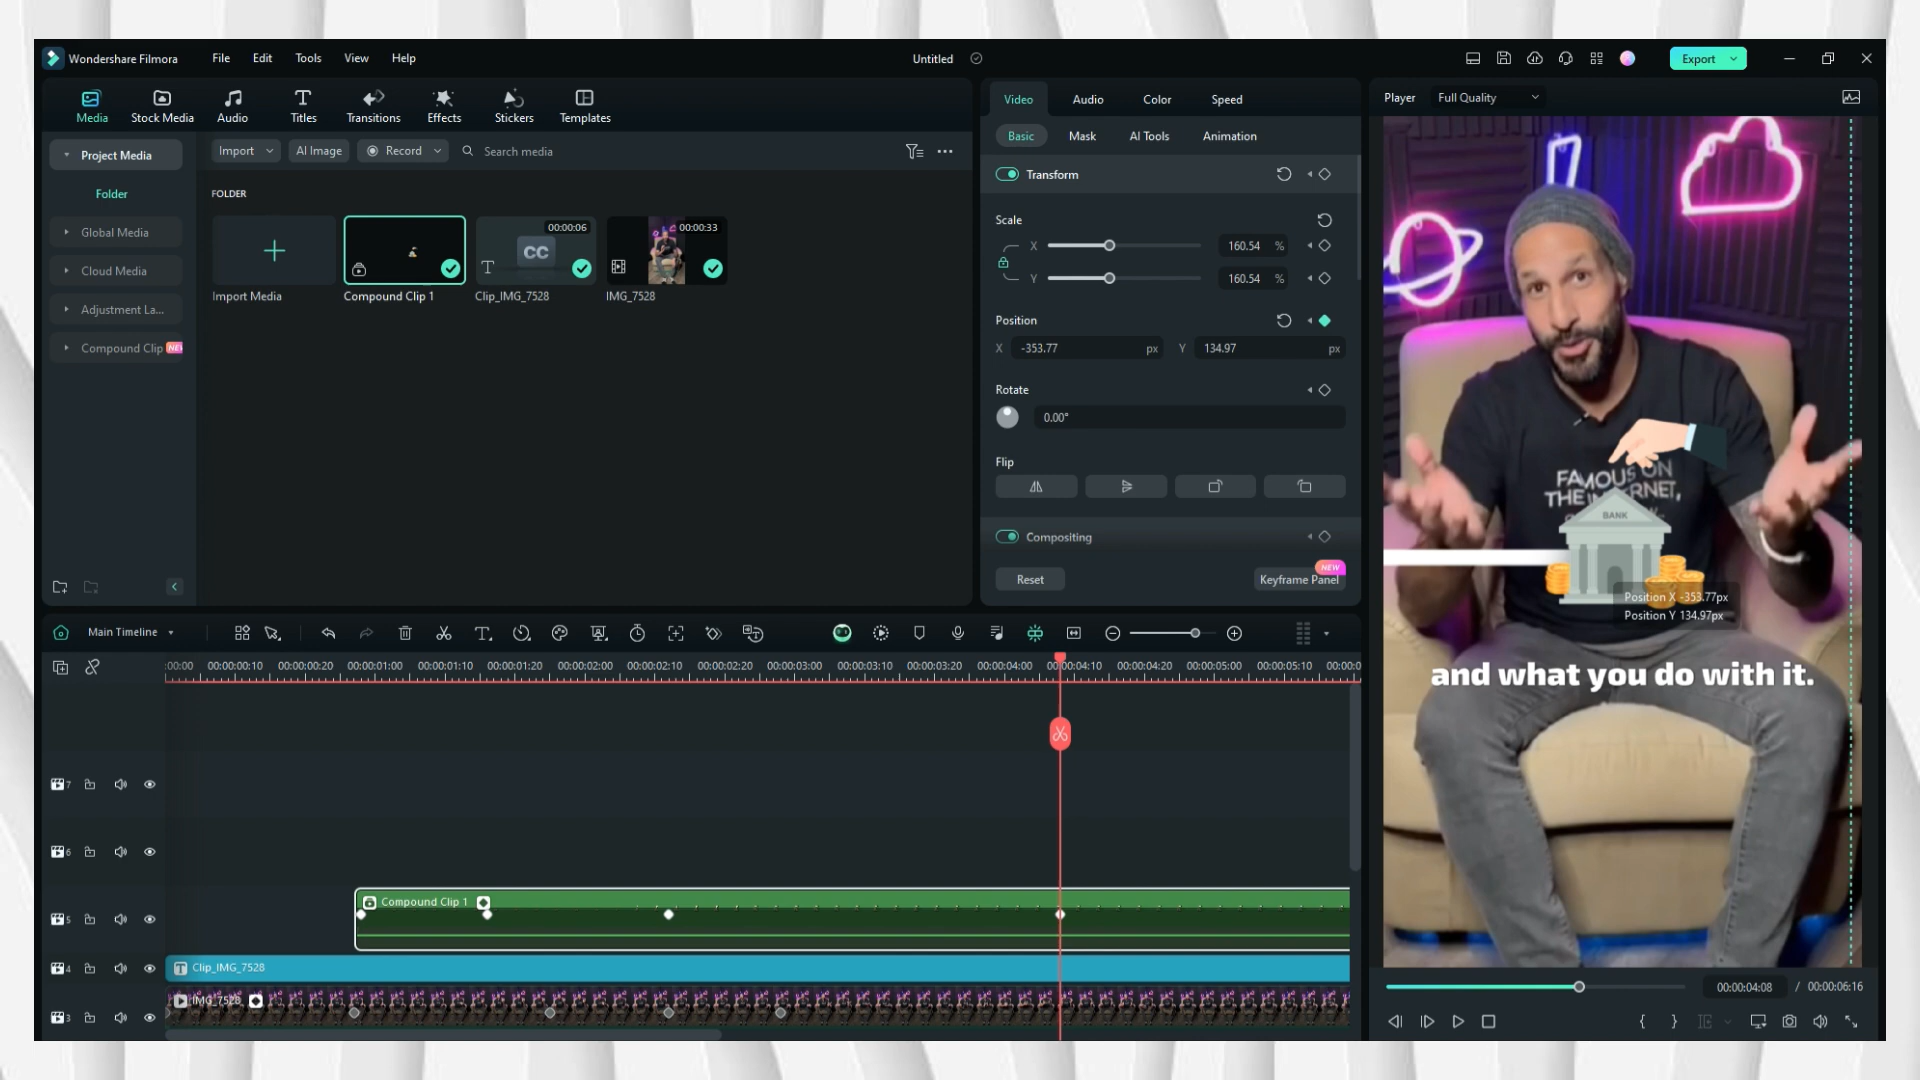 Wondershare Filmora
File Edit Tools View Help
Untitled
Export
Media Stock Media Audio Titles Transitions Effects Stickers Templates
Project Media
Folder
Global Media
Cloud Media
Adjustment La...
Compound Clip NEW
Import AI Image Record Search media
FOLDER
00:00:06 00:00:33
CC
T
Import Media Compound Clip 1 Clip_IMG_7528 IMG_7528
Video Audio Color Speed
Basic Mask AI Tools Animation
Transform
Scale
X 160.54 %
Y 160.54 %
Position
X -353.77 px Y 134.97 px
Rotate
0.00°
Flip
Compositing
NEW
Reset Keyframe Panel
Player Full Quality
FAMOUS ON
THE INTERNET,
BANK
Position X -353.77px
Position Y 134.97px
and what you do with it.
00:00:04:08 / 00:00:06:16
Main Timeline
:00:00 00:00:00:10 00:00:00:20 00:00:01:00 00:00:01:10 00:00:01:20 00:00:02:00 00:00:02:10 00:00:02:20 00:00:03:00 00:00:03:10 00:00:03:20 00:00:04:00 00:00:04:10 00:00:04:20 00:00:05:00 00:00:05:10 00:00:0
7
6
5 Compound Clip 1
4 T Clip_IMG_7528
3 IMG_7528